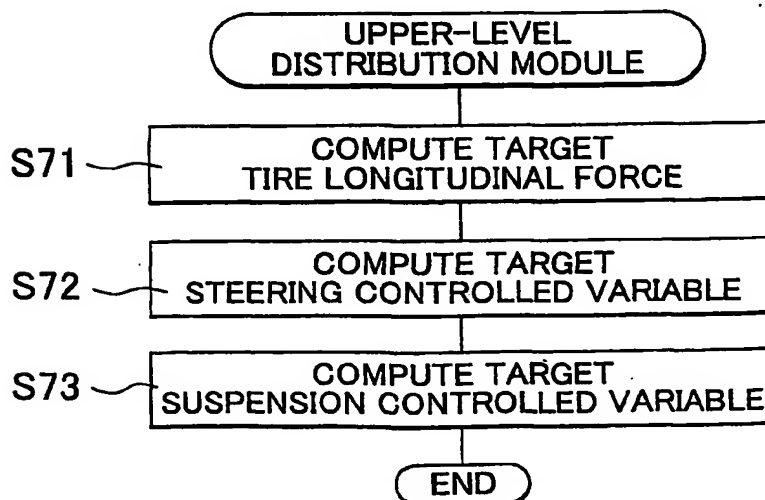 UPPER-LEVEL
DISTRIBUTION MODULE
S71
COMPUTE TARGET
TIRE LONGITUDINAL FORCE
S72
COMPUTE TARGET
STEERING CONTROLLED VARIABLE
S73
COMPUTE TARGET
SUSPENSION CONTROLLED VARIABLE
END